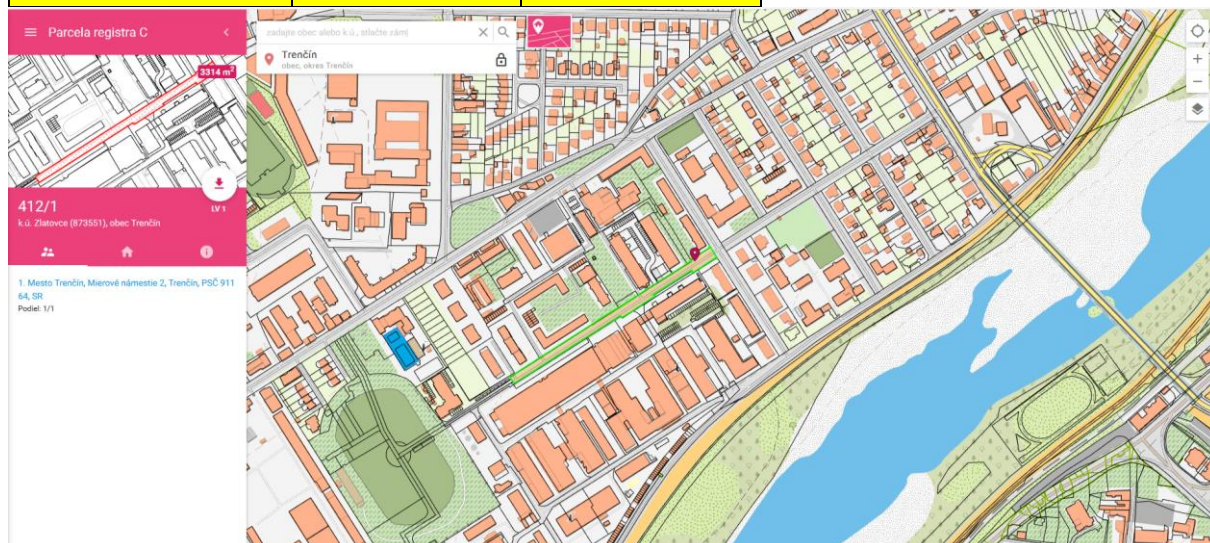 Parcela registra C
3314 m²
412/1
k.ú. Zlatovce (873551), obec Trenčín
LV 1
1. Mesto Trenčín, Mierové námestie 2, Trenčín, PSČ 911
64, SR
Podiel: 1/1
zadajte obec alebo k.ú., stlačte zám
Trenčín
obec, okres Trenčín